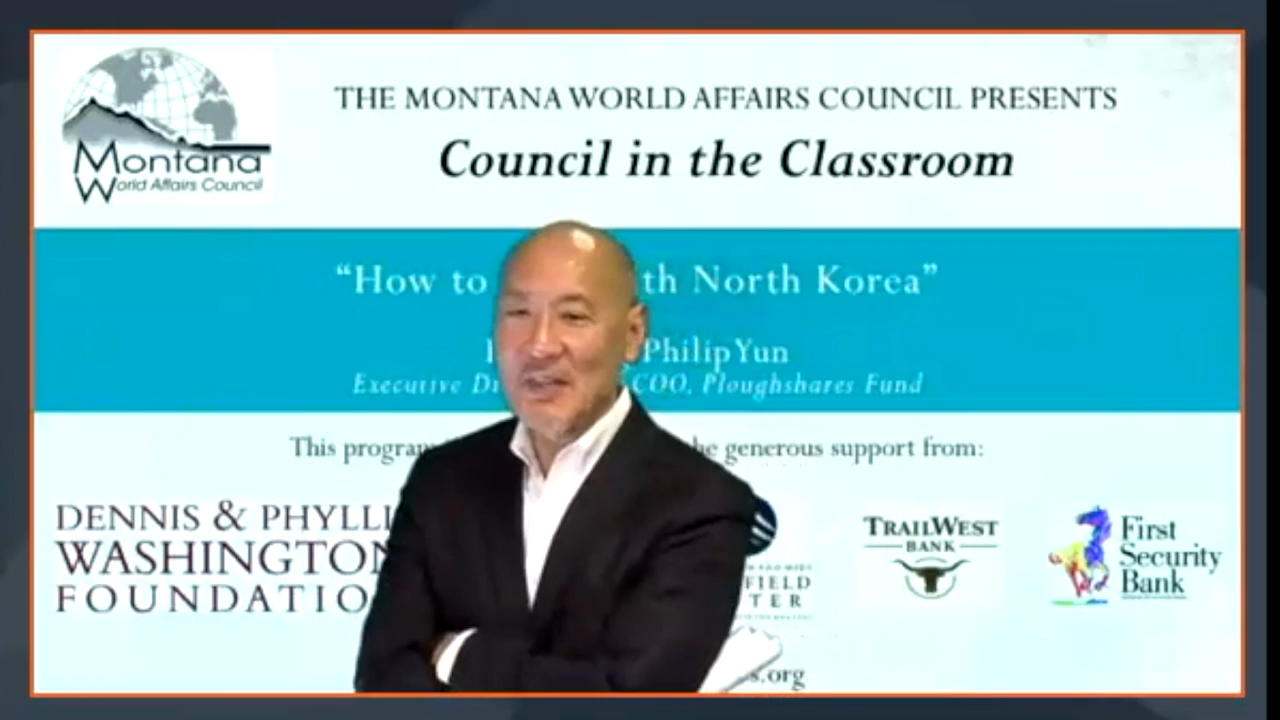 THE MONTANA WORLD AFFAIRS COUNCIL PRESENTS
Council in the Classroom
Montana
World Affairs Council
“How to th North Korea”
Philip Yun
Executive Di COO, Ploughshares Fund
This program he generous support from:
DENNIS & PHYLLI
WASHINGTON
FOUNDATIO
FIELD
TER
TRAILWEST
BANK
First
Security
Bank
s.org